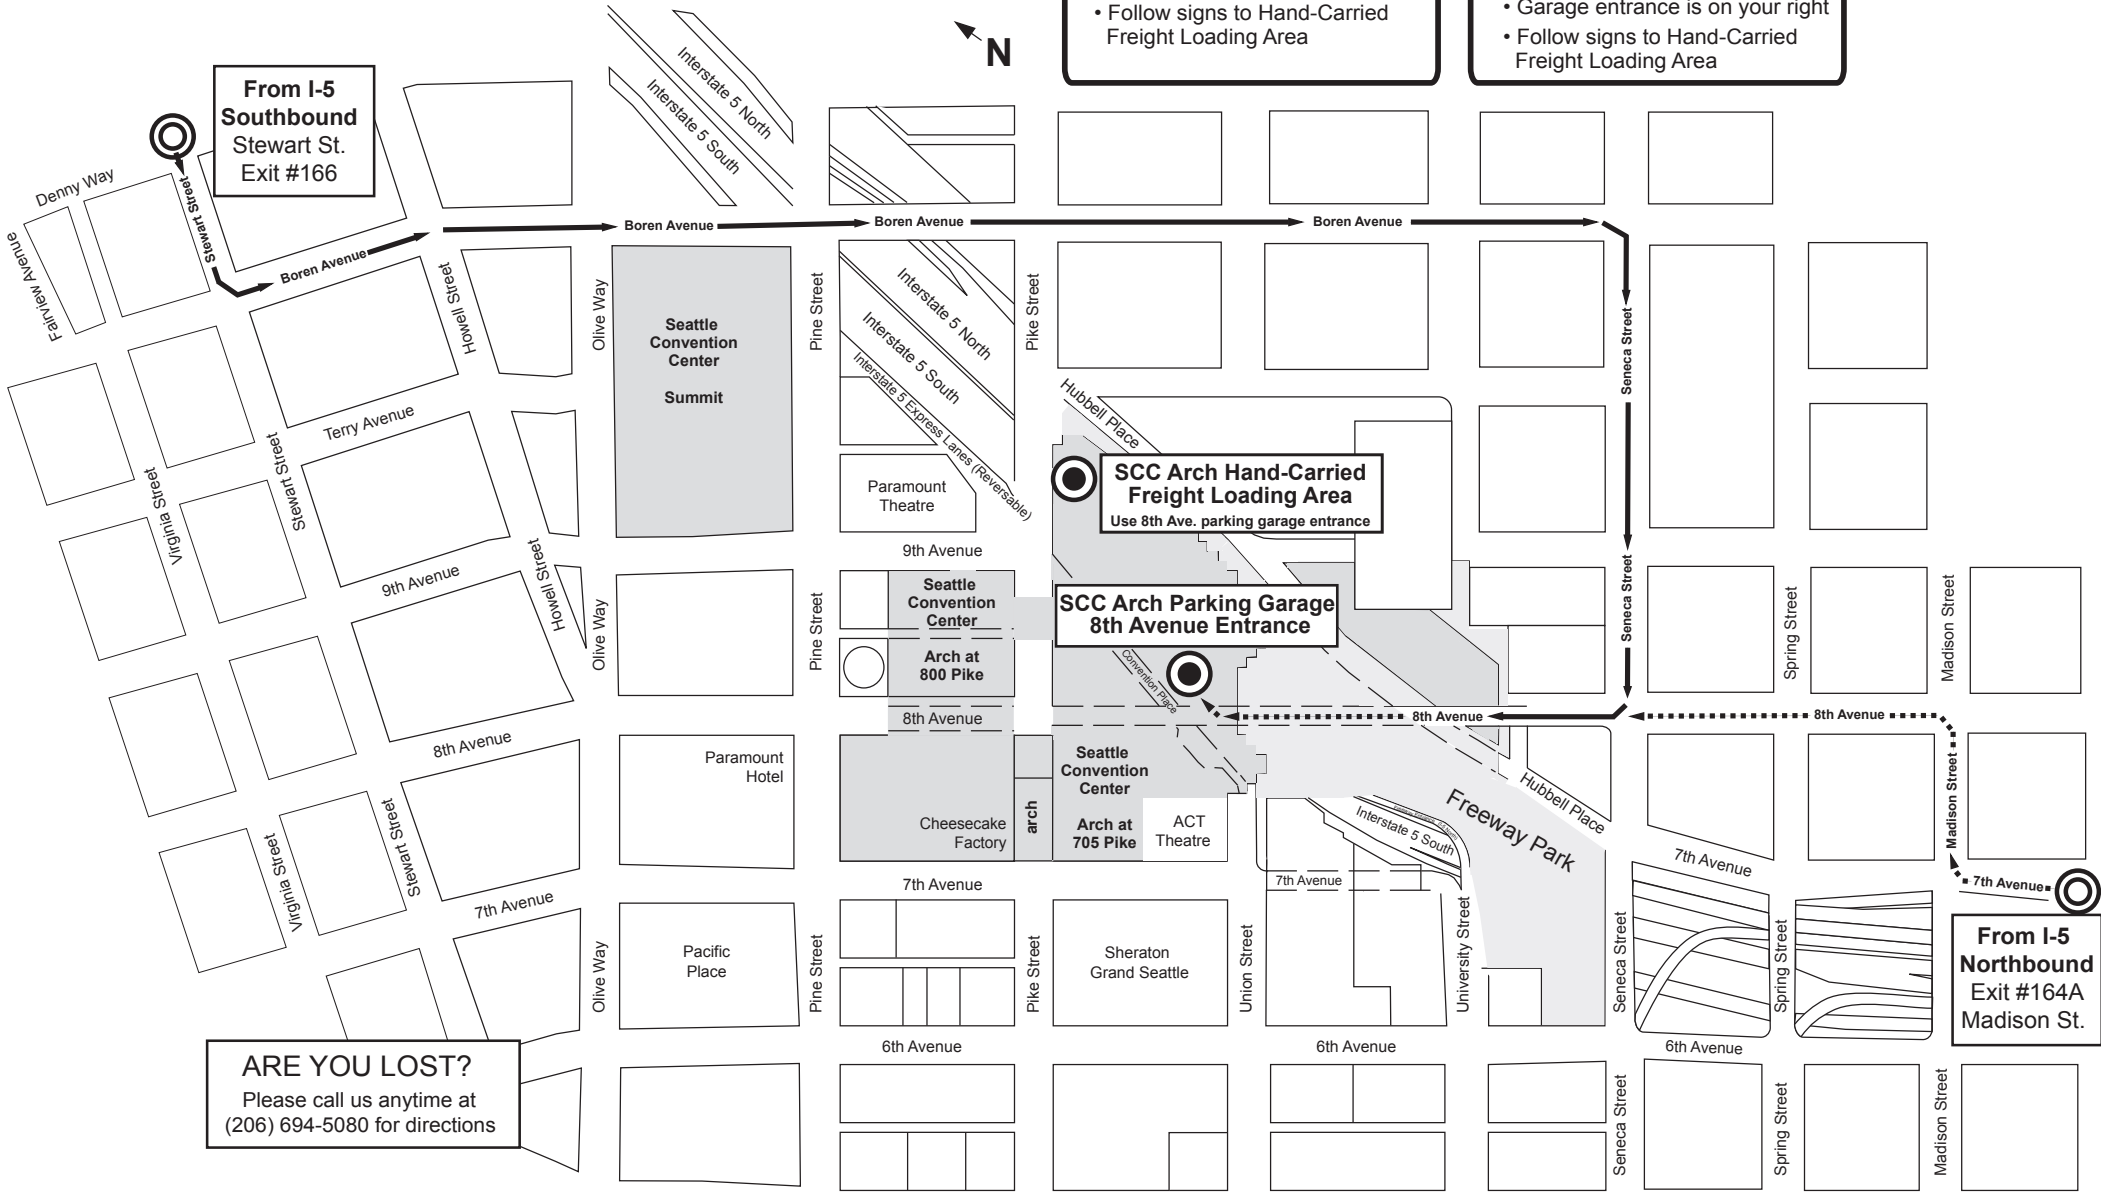 • Follow signs to Hand-Carried
Freight Loading Area
• Garage entrance is on your right
• Follow signs to Hand-Carried
Freight Loading Area
N
From I-5
Southbound
Stewart St.
Exit #166
Interstate 5 North
Interstate 5 South
Denny Way
Stewart Street
Fairview Avenue
Boren Avenue
Boren Avenue
Boren Avenue
Boren Avenue
Howell Street
Olive Way
Seattle
Convention
Center
Summit
Pine Street
Interstate 5 North
Interstate 5 South
Interstate 5 Express Lanes (Reversable)
Pike Street
Seneca Street
Hubbell Place
Terry Avenue
Stewart Street
Virginia Street
Paramount
Theatre
SCC Arch Hand-Carried
Freight Loading Area
Use 8th Ave. parking garage entrance
9th Avenue
9th Avenue
Howell Street
Olive Way
Pine Street
Seattle
Convention
Center
Arch at
800 Pike
SCC Arch Parking Garage
8th Avenue Entrance
Convention Place
Seneca Street
Spring Street
Madison Street
8th Avenue
8th Avenue
8th Avenue
8th Avenue
Paramount
Hotel
Seattle
Convention
Center
Arch at
705 Pike
Cheesecake
Factory
arch
ACT
Theatre
Interstate 5 South
Freeway Park
Hubbell Place
Madison Street
7th Avenue
7th Avenue
7th Avenue
7th Avenue
7th Avenue
Virginia Street
Stewart Street
Olive Way
Pacific
Place
Pine Street
Pike Street
Sheraton
Grand Seattle
Union Street
University Street
Seneca Street
Spring Street
From I-5
Northbound
Exit #164A
Madison St.
6th Avenue
6th Avenue
6th Avenue
ARE YOU LOST?
Please call us anytime at
(206) 694-5080 for directions
Seneca Street
Spring Street
Madison Street